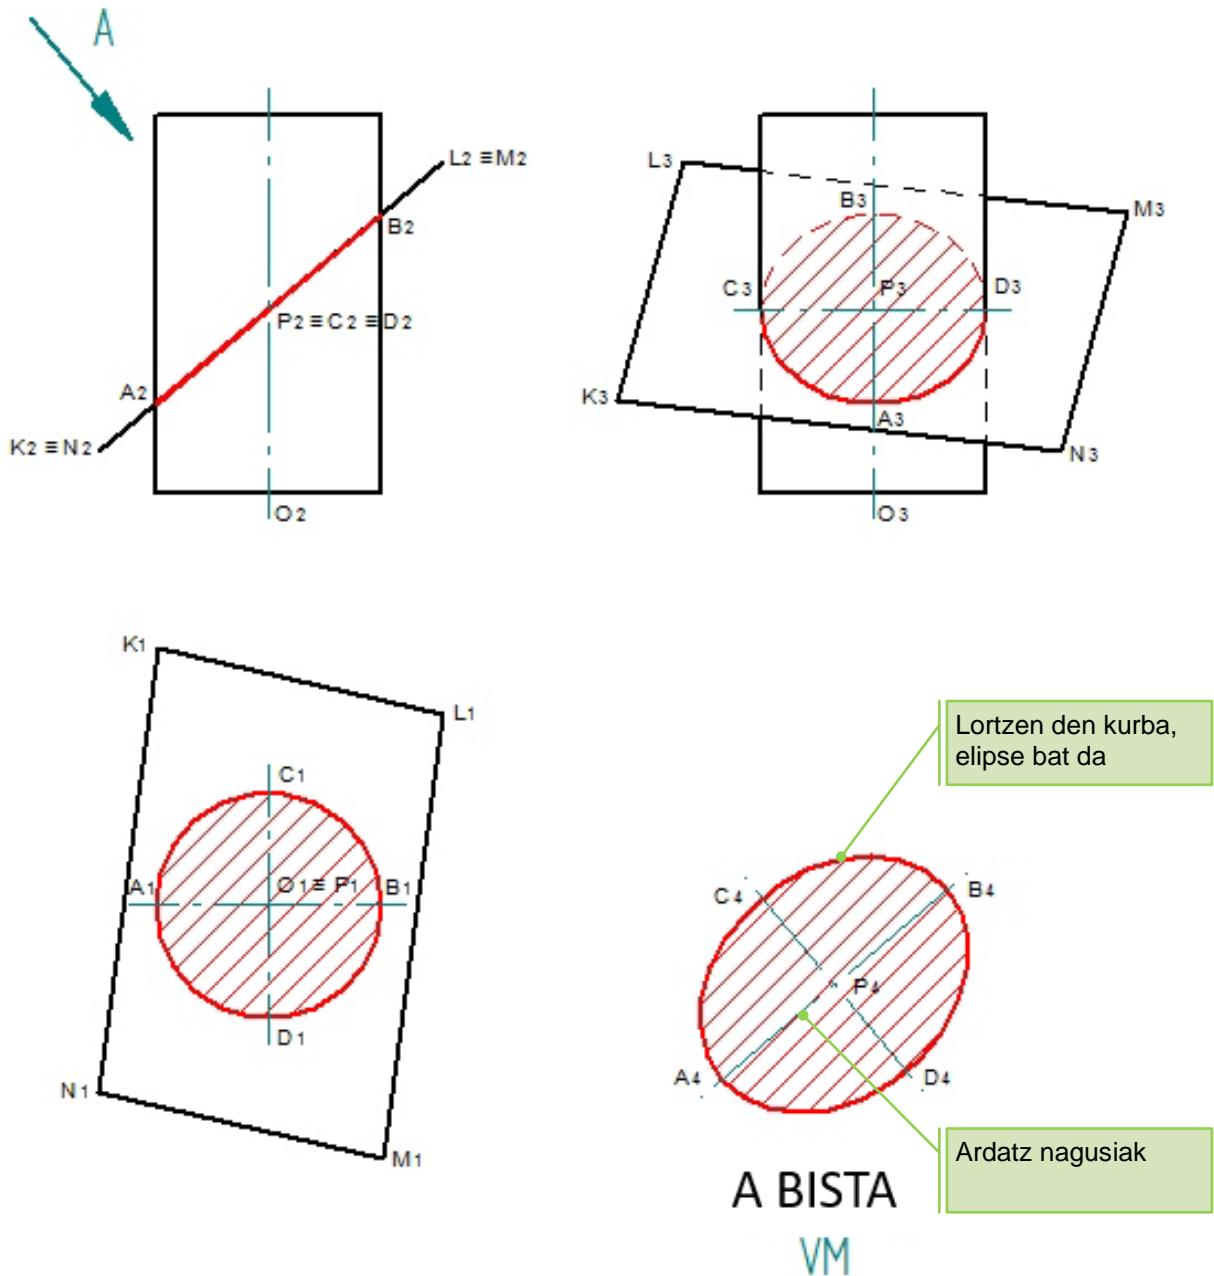 A
L2 ≡M2
B2
P2 ≡C2 ≡D2
A2
K2 ≡N2
O2
L3
B3
M3
C3
P3
D3
K3
A3
N3
O3
K1
L1
C1
A1
O1 ≡ P1
B1
D1
N1
M1
Lortzen den kurba,
elipse bat da
C4
B4
P4
A4
D4
Ardatz nagusiak
A BISTA
VM